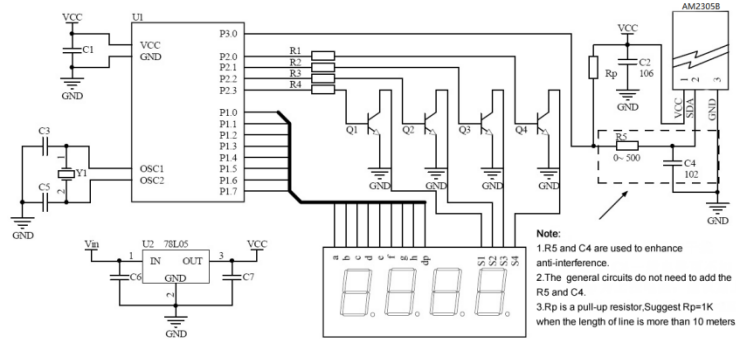 AM2305B
U1
VCC
C1
GND
VCC
GND
P3.0
P2.0
P2.1
P2.2
P2.3
R1
R2
R3
R4
P1.0
P1.1
P1.2
P1.3
P1.4
P1.5
P1.6
P1.7
OSC1
OSC2
C3
1
Y1
2
C5
GND
Q1
Q2
Q3
Q4
GND
GND
GND
GND
VCC
Rp
C2
106
GND
1
2
3
VCC
SDA
GND
R5
0~ 500
C4
102
GND
Vin
U2 78L05
VCC
1
IN OUT
3
GND
2
C6
C7
GND
a
b
c
d
e
f
g
h
dp
S1
S2
S3
S4
Note:
1.R5 and C4 are used to enhance
anti-interference.
2.The general circuits do not need to add the
R5 and C4.
3.Rp is a pull-up resistor,Suggest Rp=1K
when the length of line is more than 10 meters